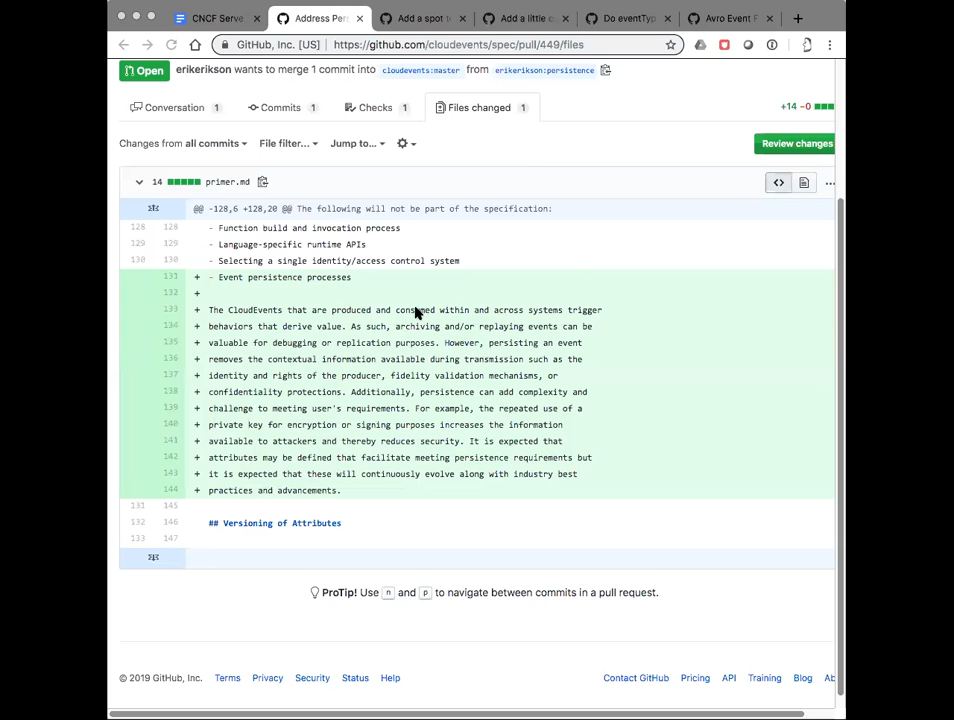 CNCF Serve
Address Per
Add a spot t
Add a little c
Do eventTyp
Avro Event F
GitHub, Inc. [US] https://github.com/cloudevents/spec/pull/449/files
Open erikerikson wants to merge 1 commit into cloudevents:master from erikerikson:persistence
Conversation 1 Commits 1 Checks 1 Files changed 1 +14 −0
Changes from all commits File filter... Jump to... Review changes
14 primer.md
@@ -128,6 +128,20 @@ The following will not be part of the specification:
128 128 - Function build and invocation process
129 129 - Language-specific runtime APIs
130 130 - Selecting a single identity/access control system
131 + - Event persistence processes
132 +
133 + The CloudEvents that are produced and consumed within and across systems trigger
134 + behaviors that derive value. As such, archiving and/or replaying events can be
135 + valuable for debugging or replication purposes. However, persisting an event
136 + removes the contextual information available during transmission such as the
137 + identity and rights of the producer, fidelity validation mechanisms, or
138 + confidentiality protections. Additionally, persistence can add complexity and
139 + challenge to meeting user's requirements. For example, the repeated use of a
140 + private key for encryption or signing purposes increases the information
141 + available to attackers and thereby reduces security. It is expected that
142 + attributes may be defined that facilitate meeting persistence requirements but
143 + it is expected that these will continuously evolve along with industry best
144 + practices and advancements.
131 145
132 146 ## Versioning of Attributes
133 147
ProTip! Use n and p to navigate between commits in a pull request.
© 2019 GitHub, Inc. Terms Privacy Security Status Help Contact GitHub Pricing API Training Blog Ab